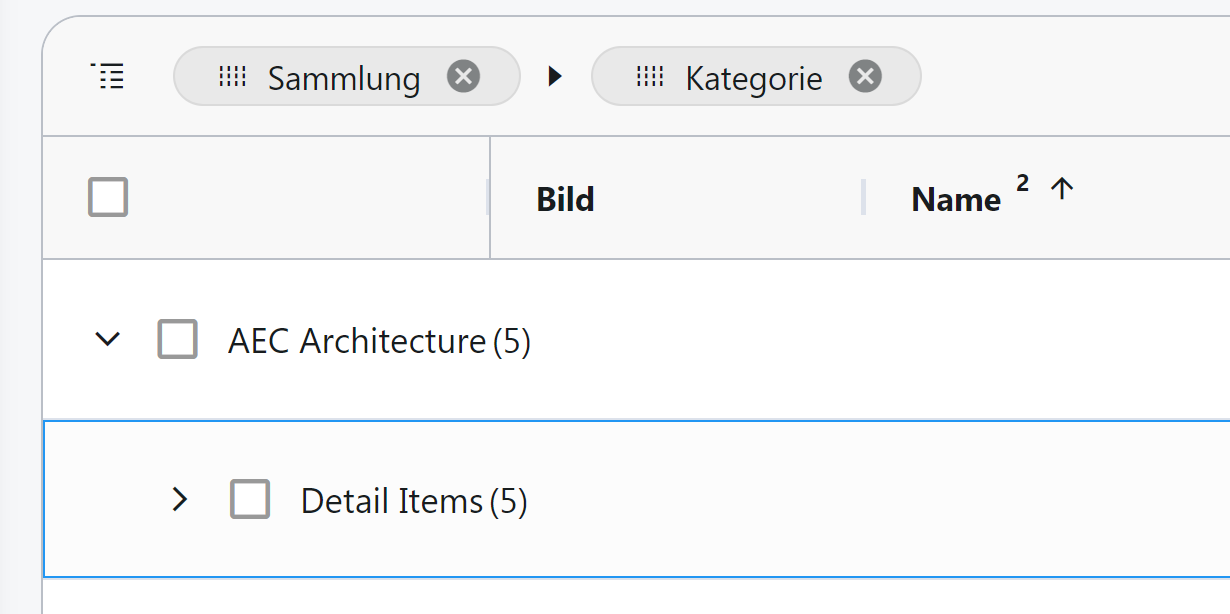 Sammlung Kategorie
Bild Name 2
AEC Architecture (5)
Detail Items (5)